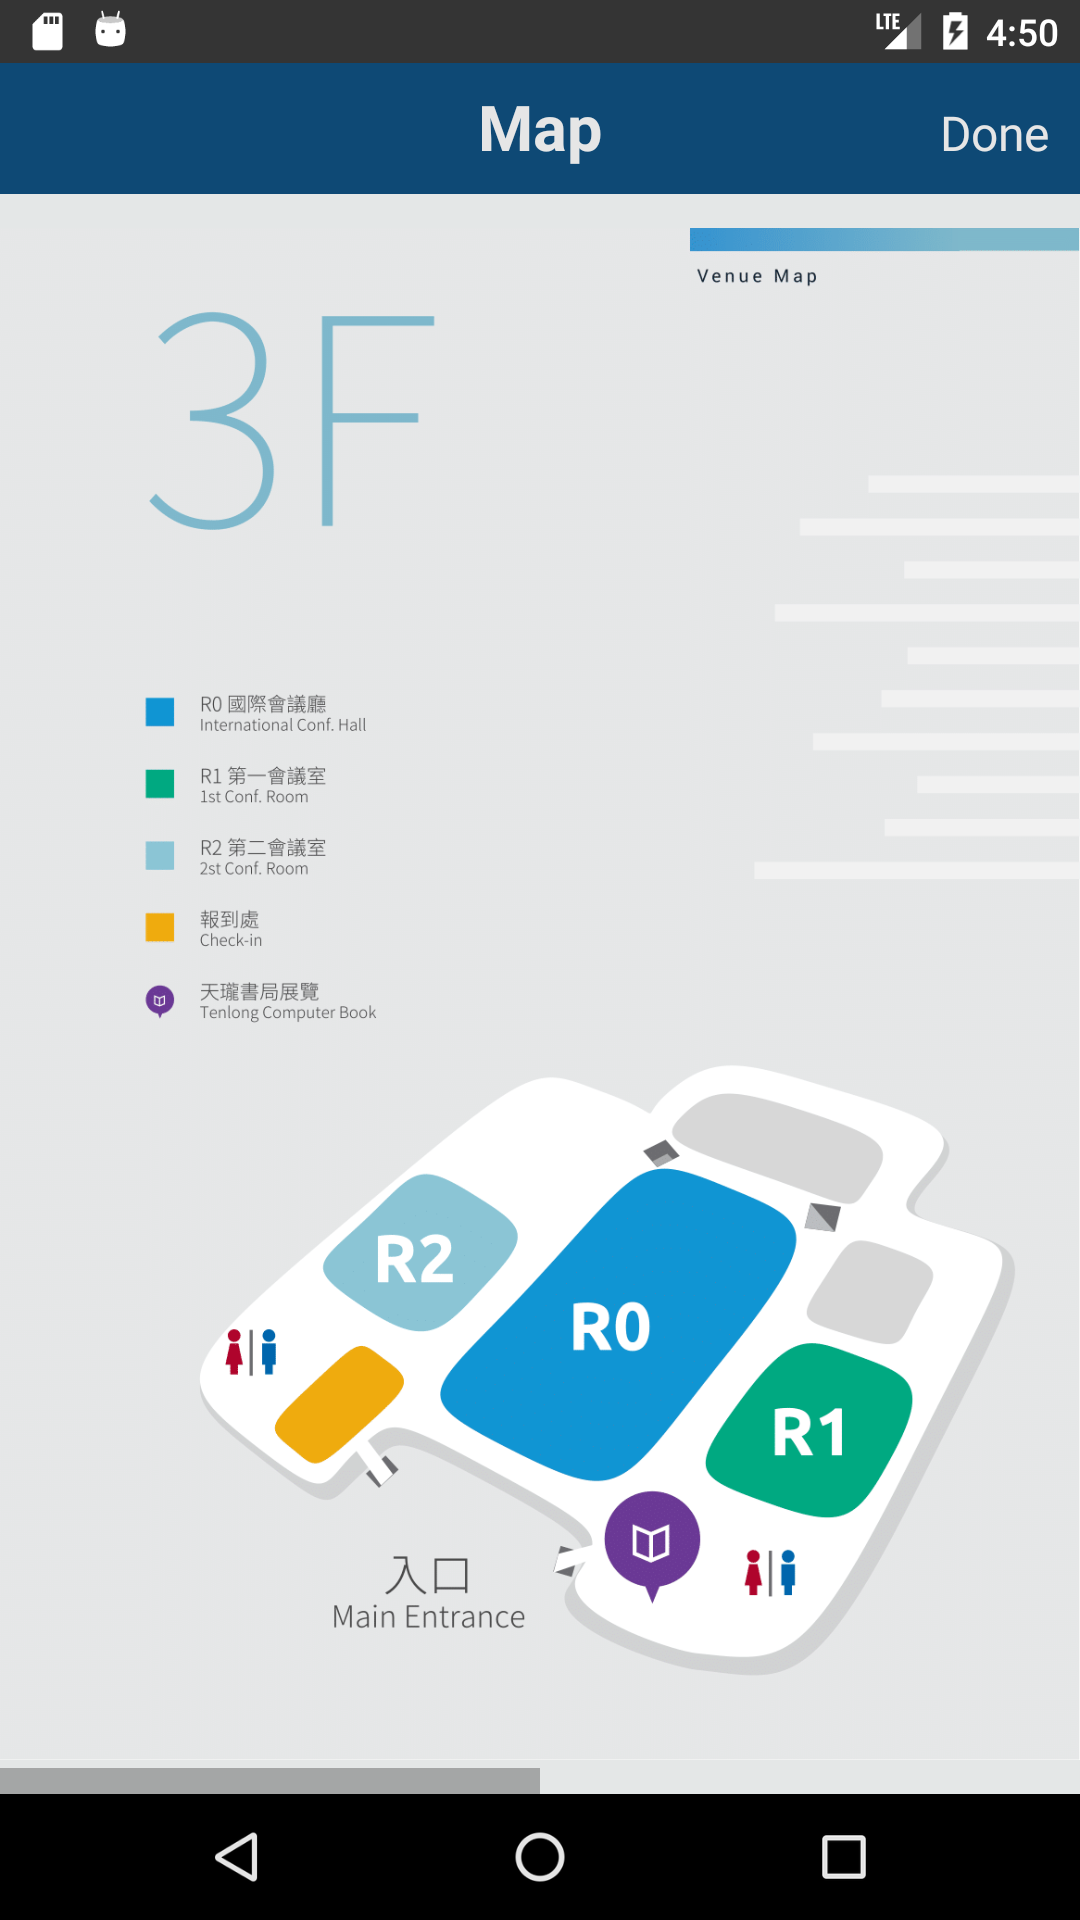 LTE 4:50
Map
Done
Venue Map
3F
R0 國際會議廳
International Conf. Hall
R1 第一會議室
1st Conf. Room
R2 第二會議室
2st Conf. Room
報到處
Check-in
天瓏書局展覽
Tenlong Computer Book
R2
R0
R1
入口
Main Entrance